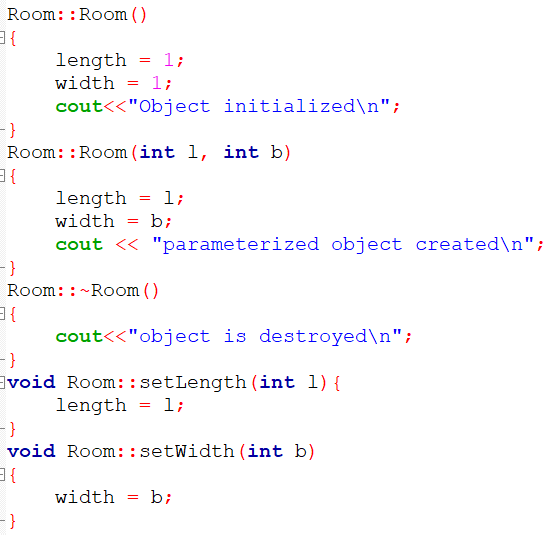 Room::Room()
{
    length = 1;
    width = 1;
    cout<<"Object initialized\n";
}
Room::Room(int l, int b)
{
    length = l;
    width = b;
    cout << "parameterized object created\n";
}
Room::~Room()
{
    cout<<"object is destroyed\n";
}
void Room::setLength(int l){
    length = l;
}
void Room::setWidth(int b)
{
    width = b;
}